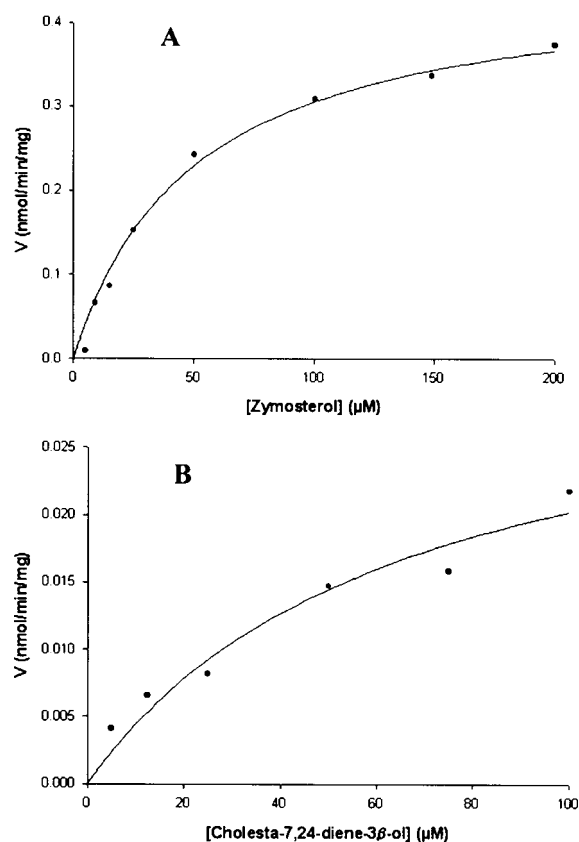 A
0.4
0.3
0.2
0.1
0.0
V (nmol/min/mg)
0 50 100 150 200
[Zymosterol] (µM)
B
0.025
0.020
0.015
0.010
0.005
0.000
V (nmol/min/mg)
0 20 40 60 80 100
[Cholesta-7,24-diene-3β-ol] (µM)